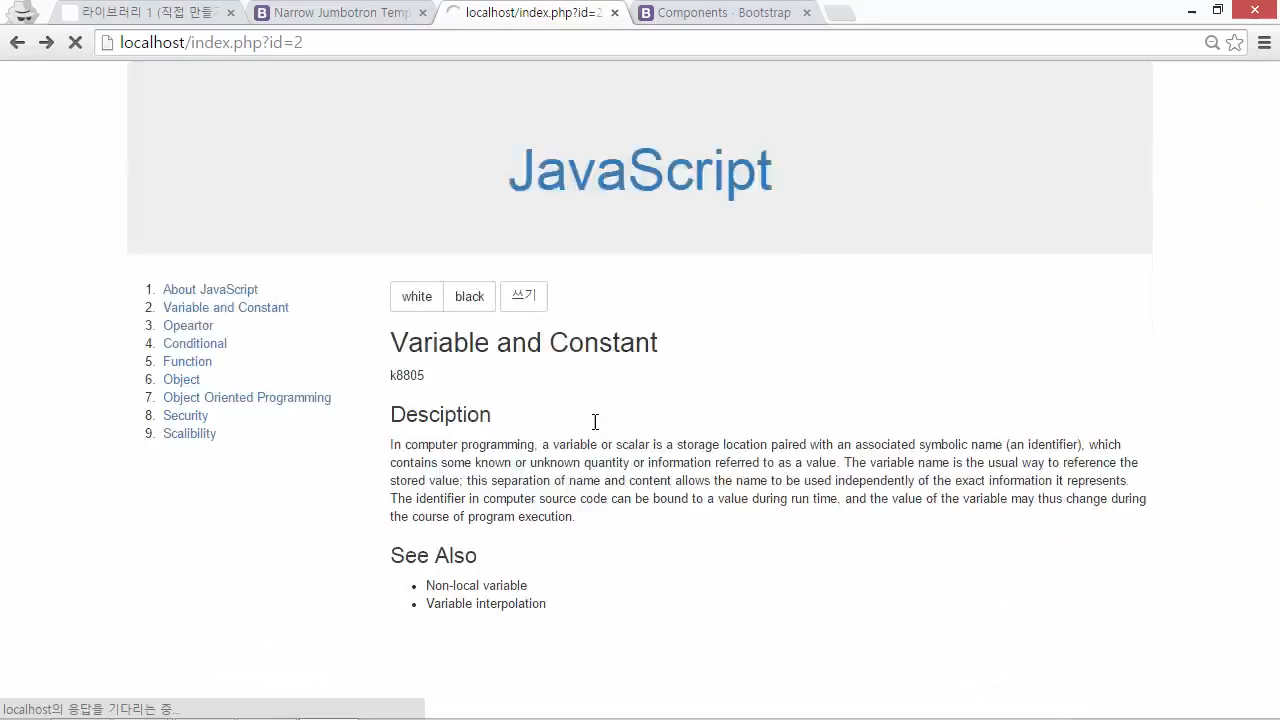 라이브러리 1 (직접 만들
Narrow Jumbotron Temp
localhost/index.php?id=2
Components · Bootstrap
localhost/index.php?id=2
JavaScript
1. About JavaScript
2. Variable and Constant
3. Opeartor
4. Conditional
5. Function
6. Object
7. Object Oriented Programming
8. Security
9. Scalibility
white black 쓰기
Variable and Constant
k8805
Desciption
In computer programming, a variable or scalar is a storage location paired with an associated symbolic name (an identifier), which
contains some known or unknown quantity or information referred to as a value. The variable name is the usual way to reference the
stored value; this separation of name and content allows the name to be used independently of the exact information it represents.
The identifier in computer source code can be bound to a value during run time, and the value of the variable may thus change during
the course of program execution.
See Also
• Non-local variable
• Variable interpolation
localhost의 응답을 기다리는 중...